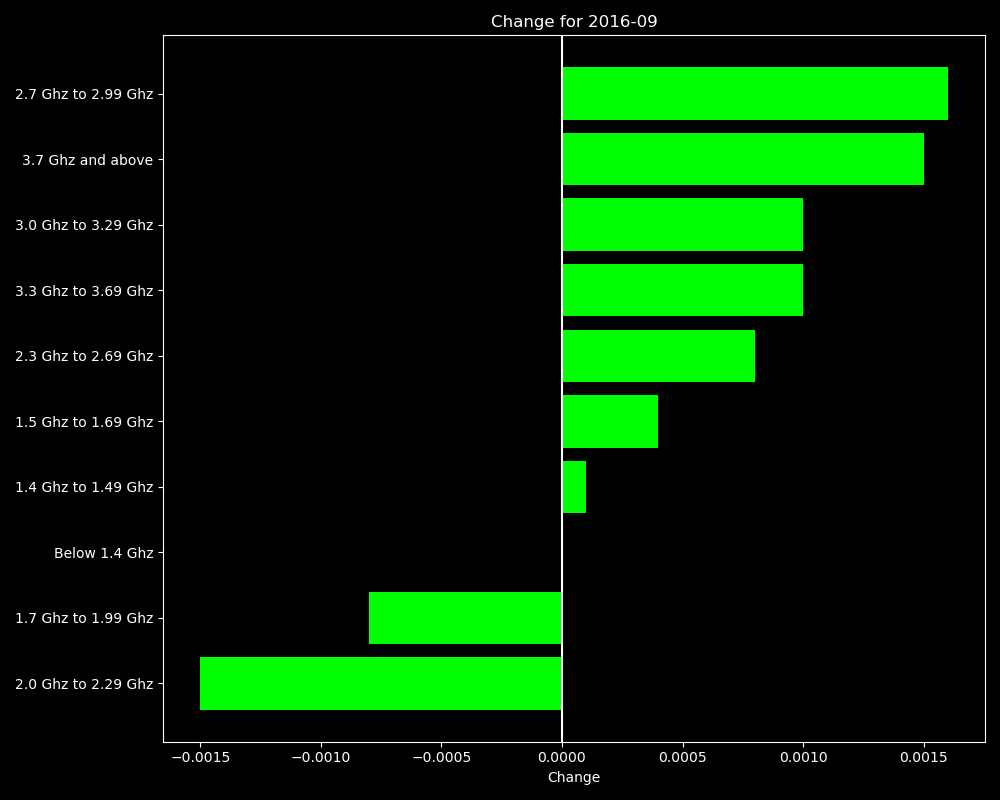 Change for 2016-09
2.7 Ghz to 2.99 Ghz
3.7 Ghz and above
3.0 Ghz to 3.29 Ghz
3.3 Ghz to 3.69 Ghz
2.3 Ghz to 2.69 Ghz
1.5 Ghz to 1.69 Ghz
1.4 Ghz to 1.49 Ghz
Below 1.4 Ghz
1.7 Ghz to 1.99 Ghz
2.0 Ghz to 2.29 Ghz
−0.0015 −0.0010 −0.0005 0.0000 0.0005 0.0010 0.0015
Change